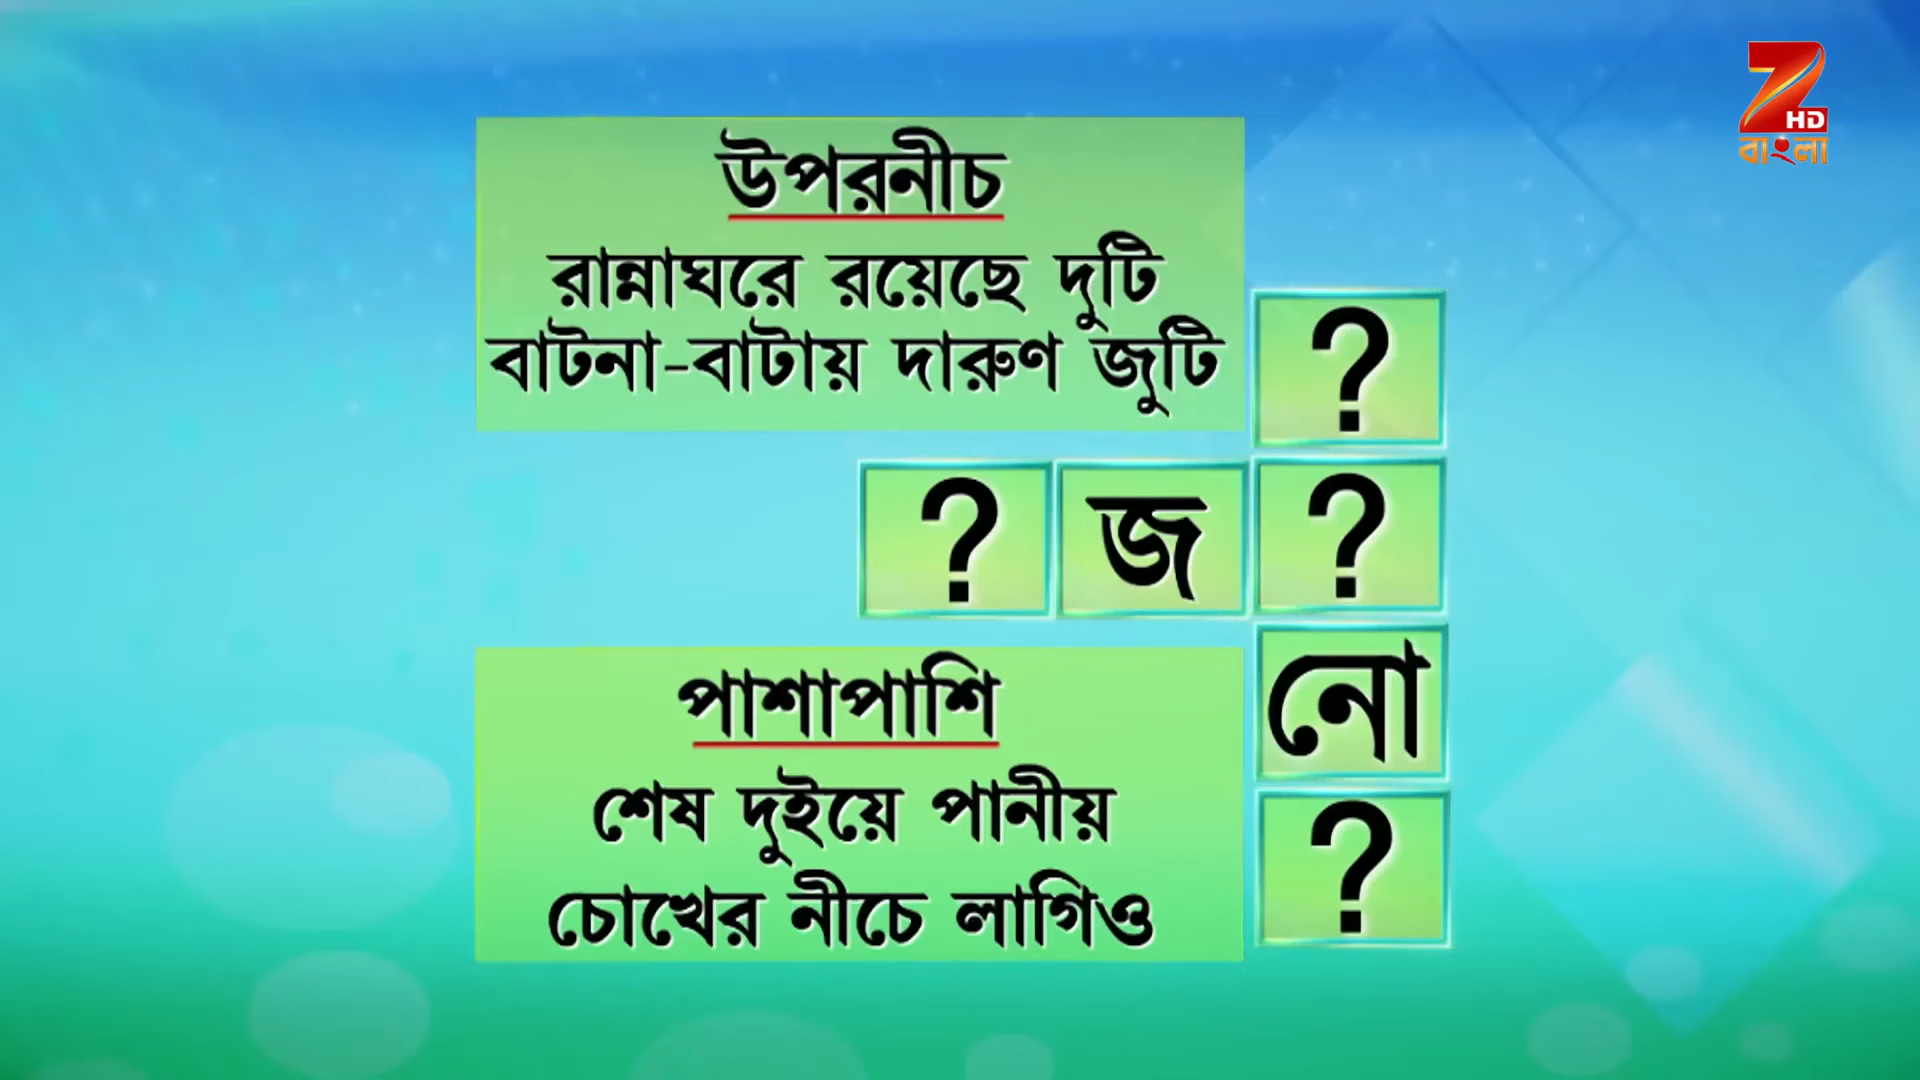 উপরনীচ
রান্নাঘরে রয়েছে দুটি
বাটনা-বাটায় দারুণ জুটি
?
? জ ?
নো
?
পাশাপাশি
শেষ দুইয়ে পানীয়
চোখের নীচে লাগিও
Z HD
বাংলা